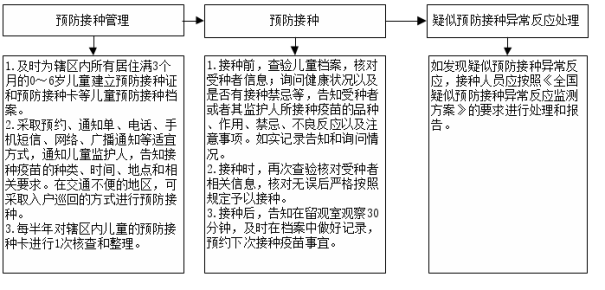 预防接种管理
预防接种
疑似预防接种异常反应处理
1.及时为辖区内所有居住满3个
月的0～6岁儿童建立预防接种证
和预防接种卡等儿童预防接种档
案。
2.采取预约、通知单、电话、手
机短信、网络、广播通知等适宜
方式，通知儿童监护人，告知接
种疫苗的种类、时间、地点和相
关要求。在交通不便的地区，可
采取入户巡回的方式进行预防接
种。
3.每半年对辖区内儿童的预防接
种卡进行1次核查和整理。
1.接种前，查验儿童档案，核对
受种者信息；询问健康状况以及
是否有接种禁忌等，告知受种者
或者其监护人所接种疫苗的品种
、作用、禁忌、不良反应以及注
意事项。如实记录告知和询问情
况。
2.接种时，再次查验核对受种者
相关信息，核对无误后严格按照
规定予以接种。
3.接种后，告知在留观室观察30
分钟，及时在档案中做好记录，
预约下次接种疫苗事宜。
如发现疑似预防接种异常反
应，接种人员应按照《全国
疑似预防接种异常反应监测
方案》的要求进行处理和报
告。